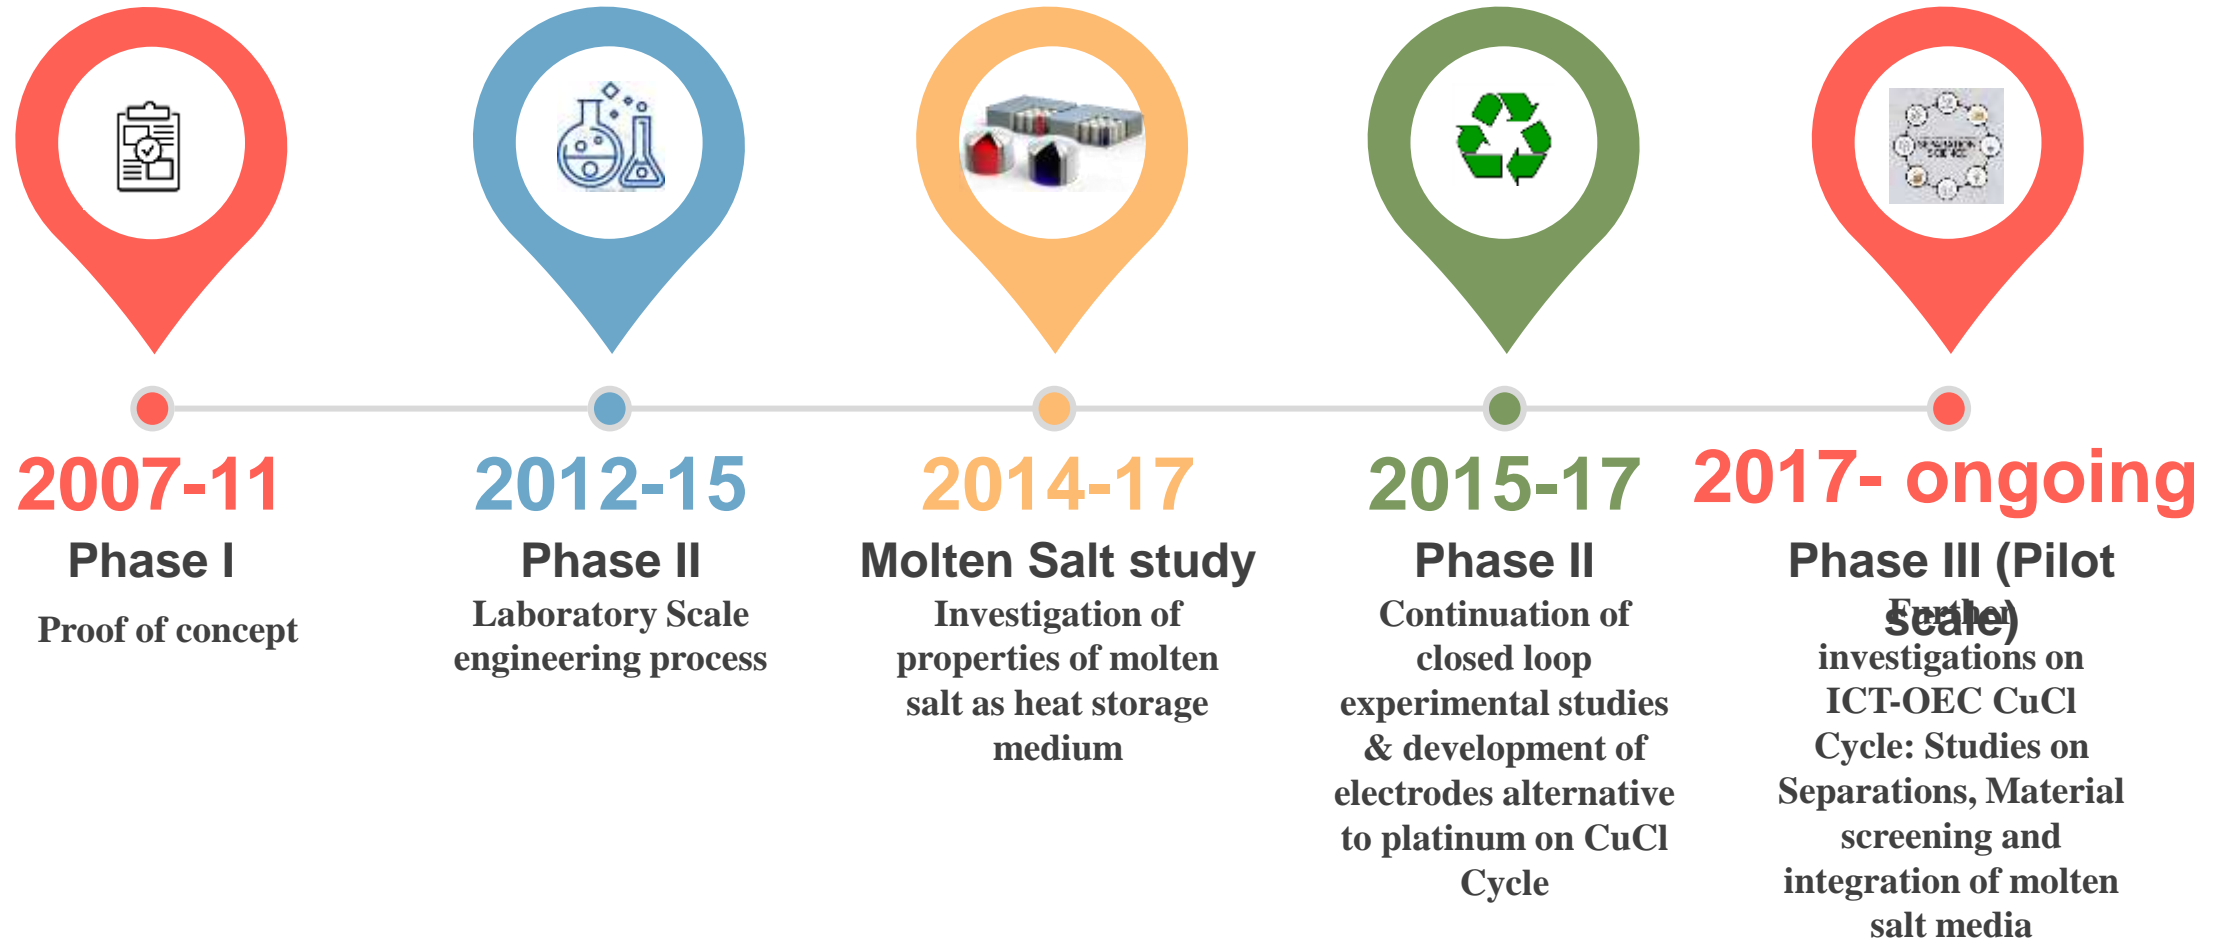 SEPARATION
SCIENCE
2007-11
Phase I
Proof of concept
2012-15
Phase II
Laboratory Scale
engineering process
2014-17
Molten Salt study
Investigation of
properties of molten
salt as heat storage
medium
2015-17
Phase II
Continuation of
closed loop
experimental studies
& development of
electrodes alternative
to platinum on CuCl
Cycle
2017- ongoing
Phase III (Pilot
scale)
Further
investigations on
ICT-OEC CuCl
Cycle: Studies on
Separations, Material
screening and
integration of molten
salt media